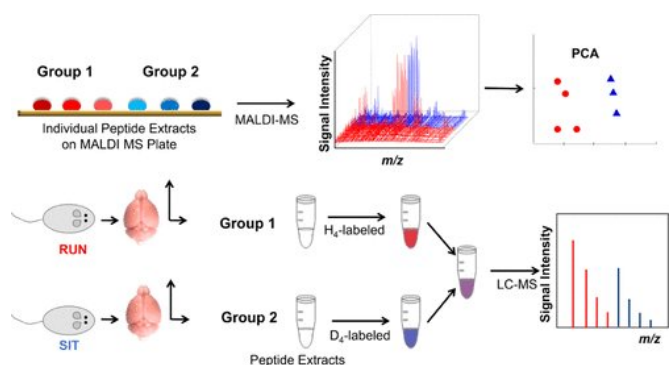 Group 1 Group 2
Individual Peptide Extracts
on MALDI MS Plate
MALDI-MS
Signal Intensity
m/z
PCA
RUN
Group 1
H4-labeled
SIT
Group 2
D4-labeled
Peptide Extracts
LC-MS
Signal Intensity
m/z